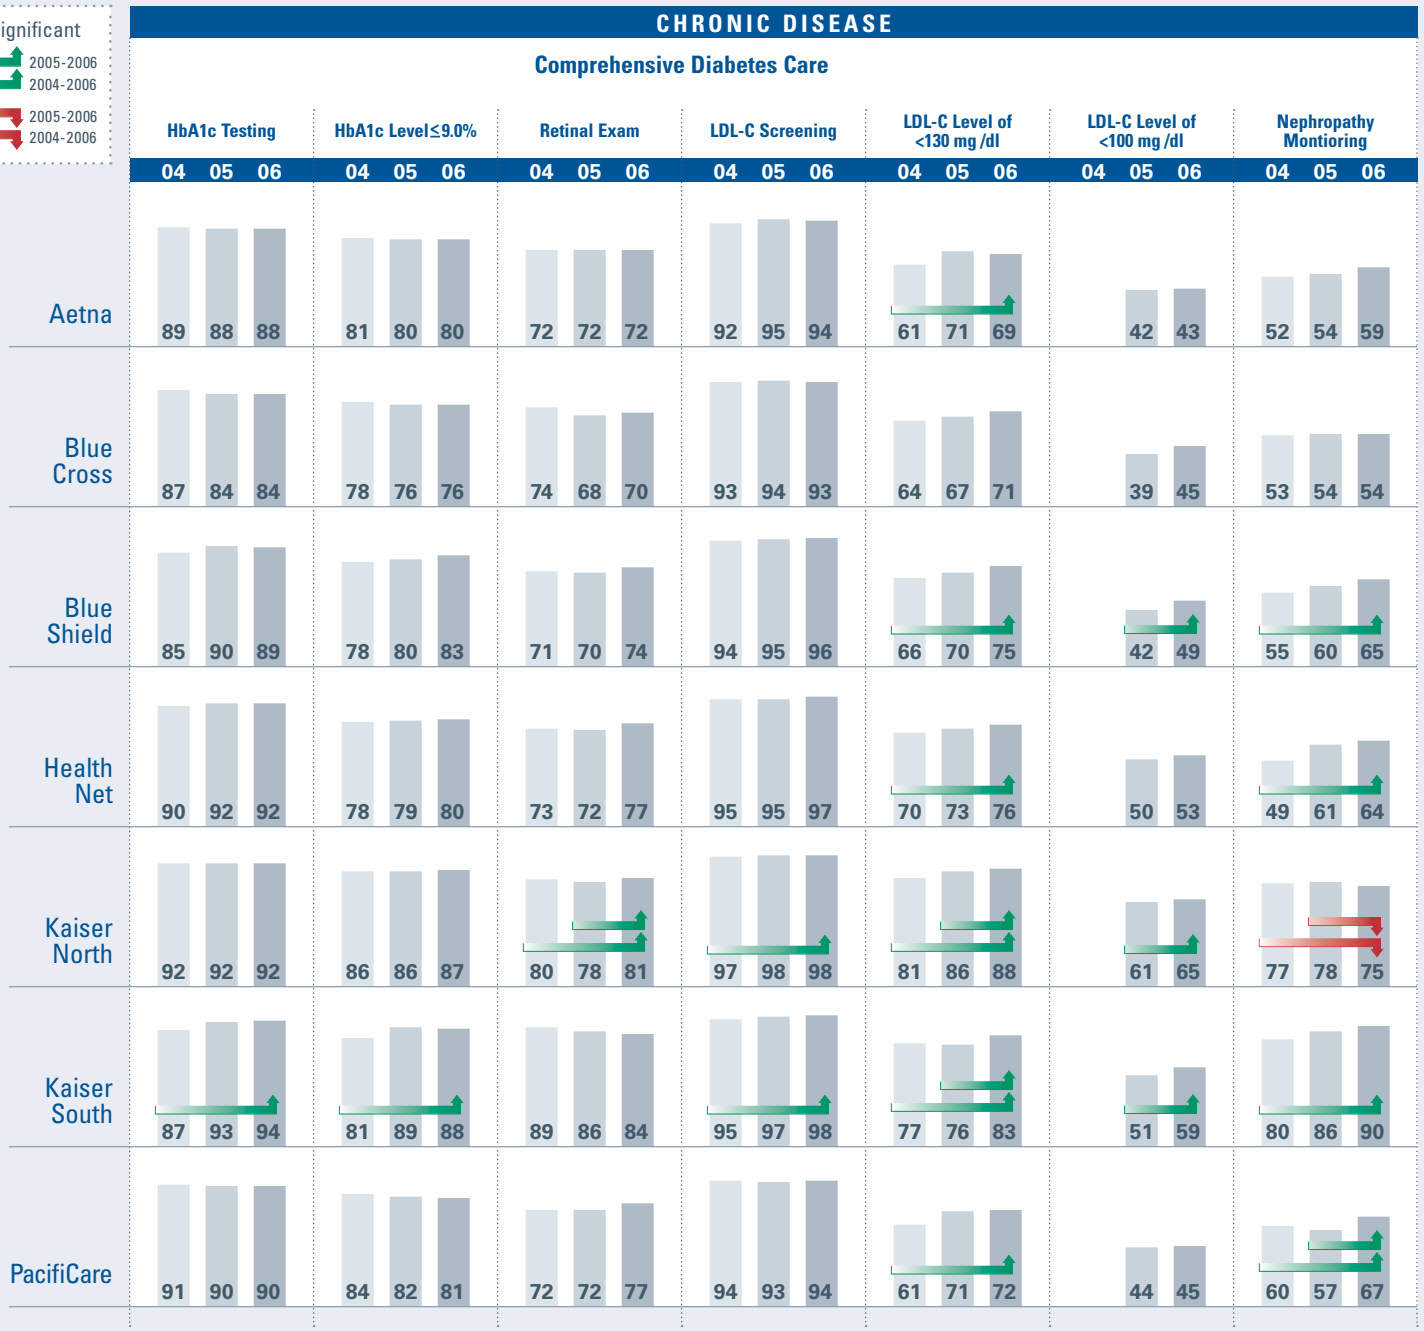 ignificant
2005-2006
2004-2006
2005-2006
2004-2006
CHRONIC DISEASE
Comprehensive Diabetes Care
HbA1c Testing
HbA1c Level≤9.0%
Retinal Exam
LDL-C Screening
LDL-C Level of
<130 mg /dl
LDL-C Level of
<100 mg /dl
Nephropathy
Montioring
04 05 06 04 05 06 04 05 06 04 05 06 04 05 06 04 05 06 04 05 06
Aetna
89 88 88 81 80 80 72 72 72 92 95 94 61 71 69 42 43 52 54 59
Blue
Cross
87 84 84 78 76 76 74 68 70 93 94 93 64 67 71 39 45 53 54 54
Blue
Shield
85 90 89 78 80 83 71 70 74 94 95 96 66 70 75 42 49 55 60 65
Health
Net
90 92 92 78 79 80 73 72 77 95 95 97 70 73 76 50 53 49 61 64
Kaiser
North
92 92 92 86 86 87 80 78 81 97 98 98 81 86 88 61 65 77 78 75
Kaiser
South
87 93 94 81 89 88 89 86 84 95 97 98 77 76 83 51 59 80 86 90
PacifiCare
91 90 90 84 82 81 72 72 77 94 93 94 61 71 72 44 45 60 57 67